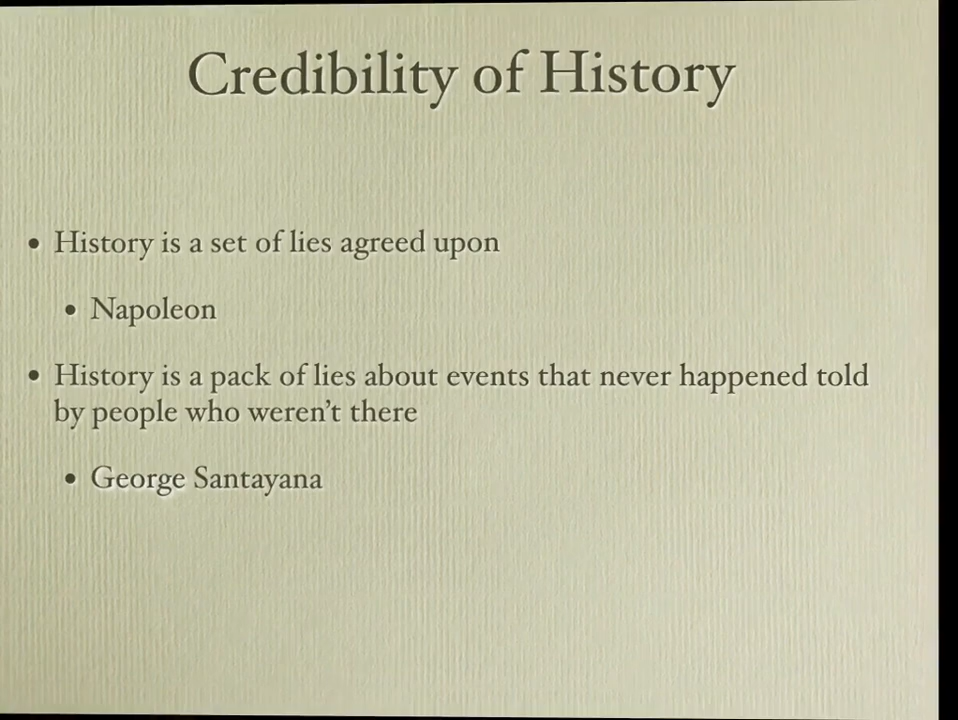 Credibility of History
• History is a set of lies agreed upon
• Napoleon
• History is a pack of lies about events that never happened told
by people who weren’t there
• George Santayana